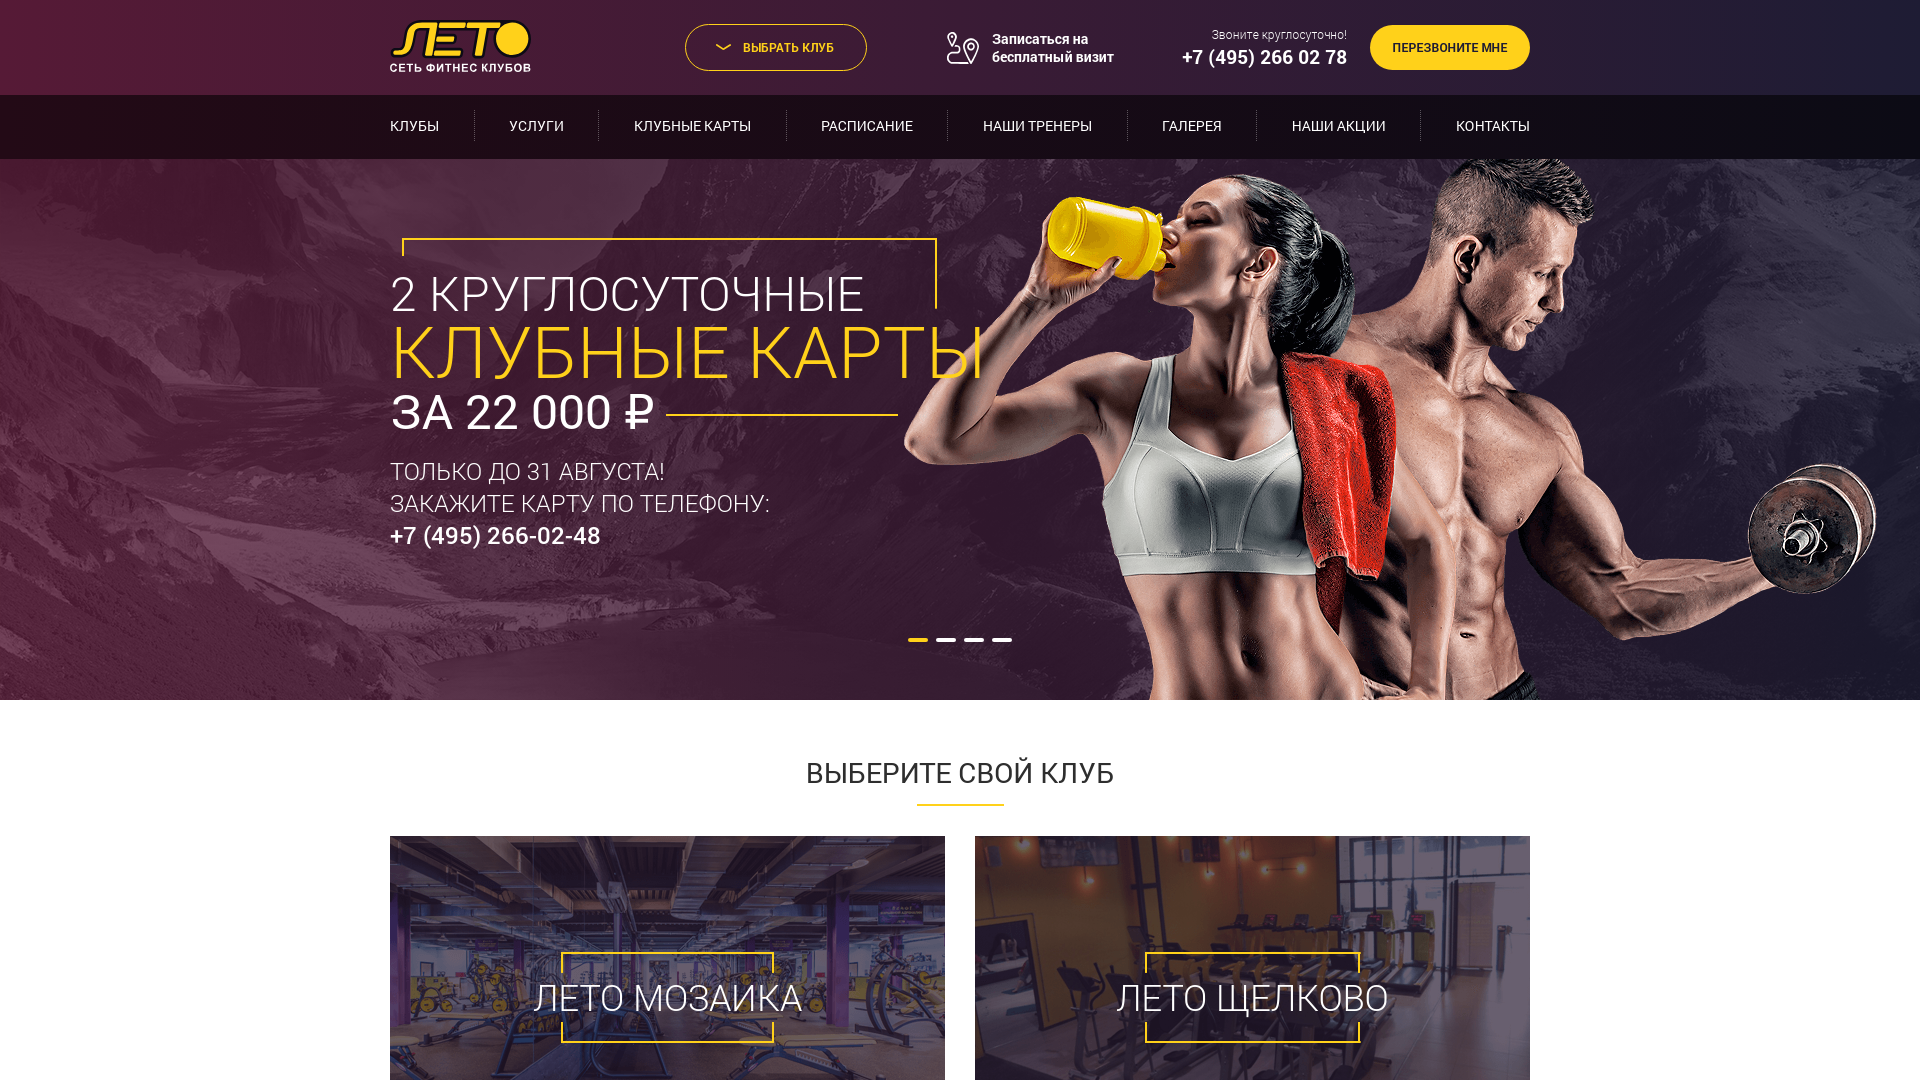 ЛЕТО
СЕТЬ ФИТНЕС КЛУБОВ
ВЫБРАТЬ КЛУБ
Записаться на
бесплатный визит
Звоните круглосуточно!
+7 (495) 266 02 78
ПЕРЕЗВОНИТЕ МНЕ
КЛУБЫ
УСЛУГИ
КЛУБНЫЕ КАРТЫ
РАСПИСАНИЕ
НАШИ ТРЕНЕРЫ
ГАЛЕРЕЯ
НАШИ АКЦИИ
КОНТАКТЫ
2 КРУГЛОСУТОЧНЫЕ
КЛУБНЫЕ КАРТЫ
ЗА 22 000 ₽
ТОЛЬКО ДО 31 АВГУСТА!
ЗАКАЖИТЕ КАРТУ ПО ТЕЛЕФОНУ:
+7 (495) 266-02-48
ВЫБЕРИТЕ СВОЙ КЛУБ
ЛЕТО МОЗАИКА
ЛЕТО ЩЕЛКОВО